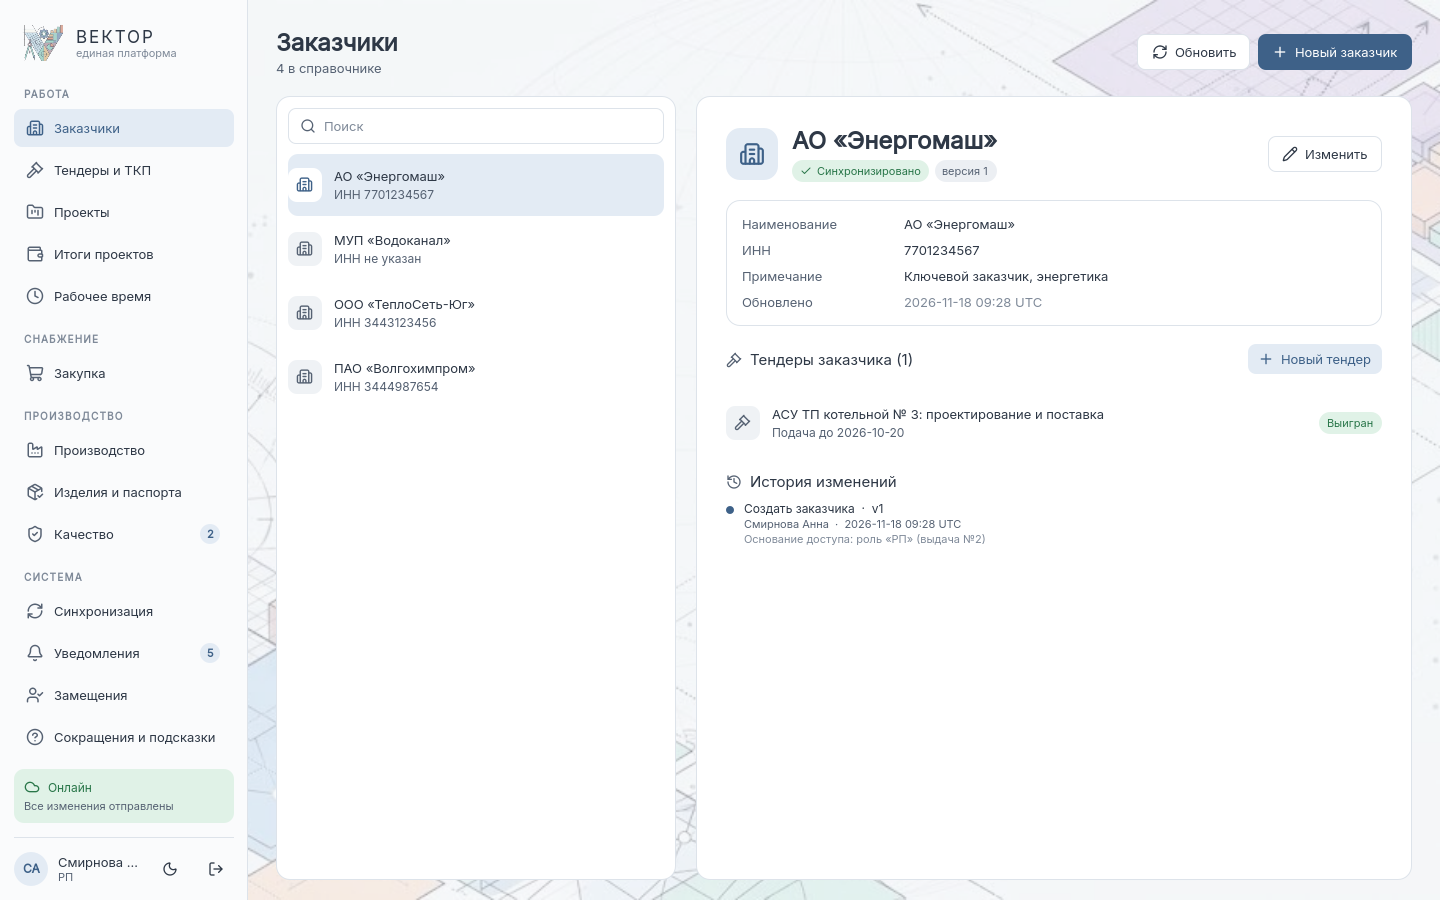 ВЕКТОР
единая платформа
РАБОТА
Заказчики
Тендеры и ТКП
Проекты
Итоги проектов
Рабочее время
СНАБЖЕНИЕ
Закупка
ПРОИЗВОДСТВО
Производство
Изделия и паспорта
Качество 2
СИСТЕМА
Синхронизация
Уведомления 5
Замещения
Сокращения и подсказки
Онлайн
Все изменения отправлены
СА
Смирнова ...
РП
Заказчики
4 в справочнике
Обновить
Новый заказчик
Поиск
АО «Энергомаш»
ИНН 7701234567
МУП «Водоканал»
ИНН не указан
ООО «ТеплоСеть-Юг»
ИНН 3443123456
ПАО «Волгохимпром»
ИНН 3444987654
АО «Энергомаш»
Синхронизировано версия 1
Изменить
Наименование АО «Энергомаш»
ИНН 7701234567
Примечание Ключевой заказчик, энергетика
Обновлено 2026-11-18 09:28 UTC
Тендеры заказчика (1)
Новый тендер
АСУ ТП котельной № 3: проектирование и поставка
Подача до 2026-10-20
Выигран
История изменений
Создать заказчика · v1
Смирнова Анна · 2026-11-18 09:28 UTC
Основание доступа: роль «РП» (выдача №2)